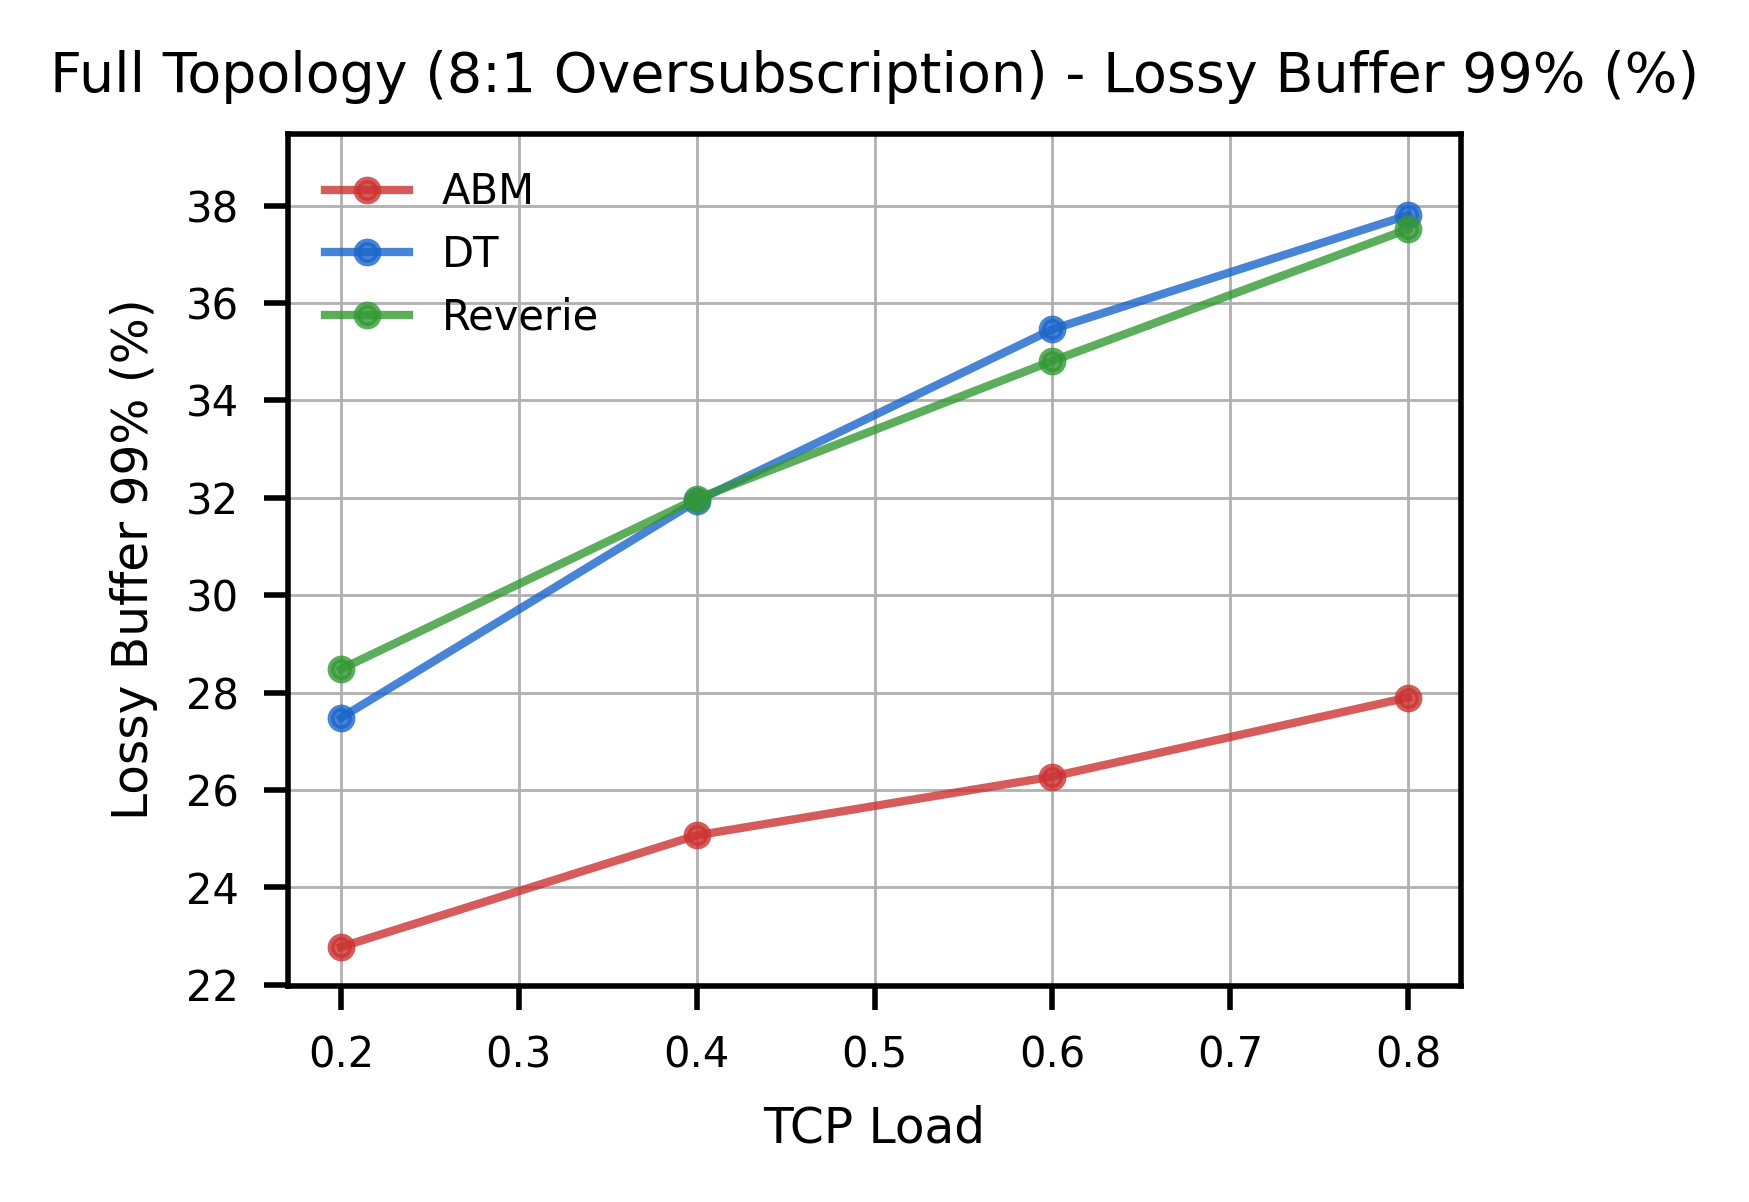 Full Topology (8:1 Oversubscription) - Lossy Buffer 99% (%)
ABM
DT
Reverie
Lossy Buffer 99% (%)
38
36
34
32
30
28
26
24
22
0.2 0.3 0.4 0.5 0.6 0.7 0.8
TCP Load